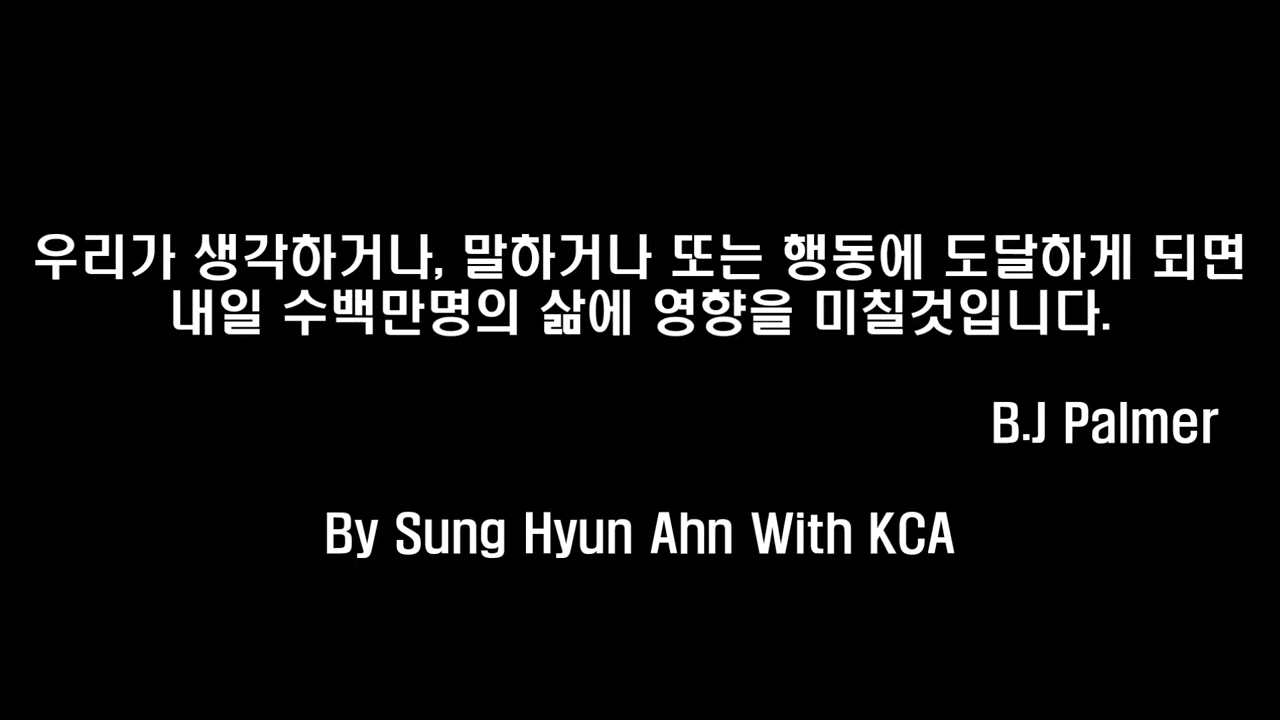 우리가 생각하거나, 말하거나 또는 행동에 도달하게 되면
내일 수백만명의 삶에 영향을 미칠것입니다.
B.J Palmer
By Sung Hyun Ahn With KCA